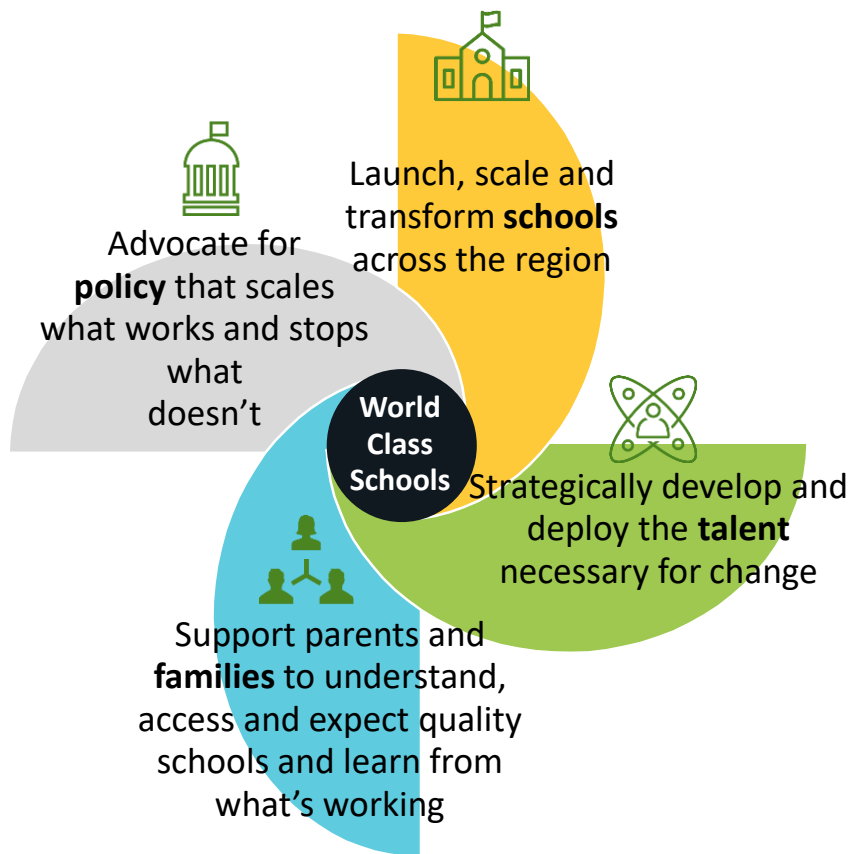 Launch, scale and
transform schools
across the region
Advocate for
policy that scales
what works and stops
what
doesn’t
World
Class
Schools
Strategically develop and
deploy the talent
necessary for change
Support parents and
families to understand,
access and expect quality
schools and learn from
what’s working